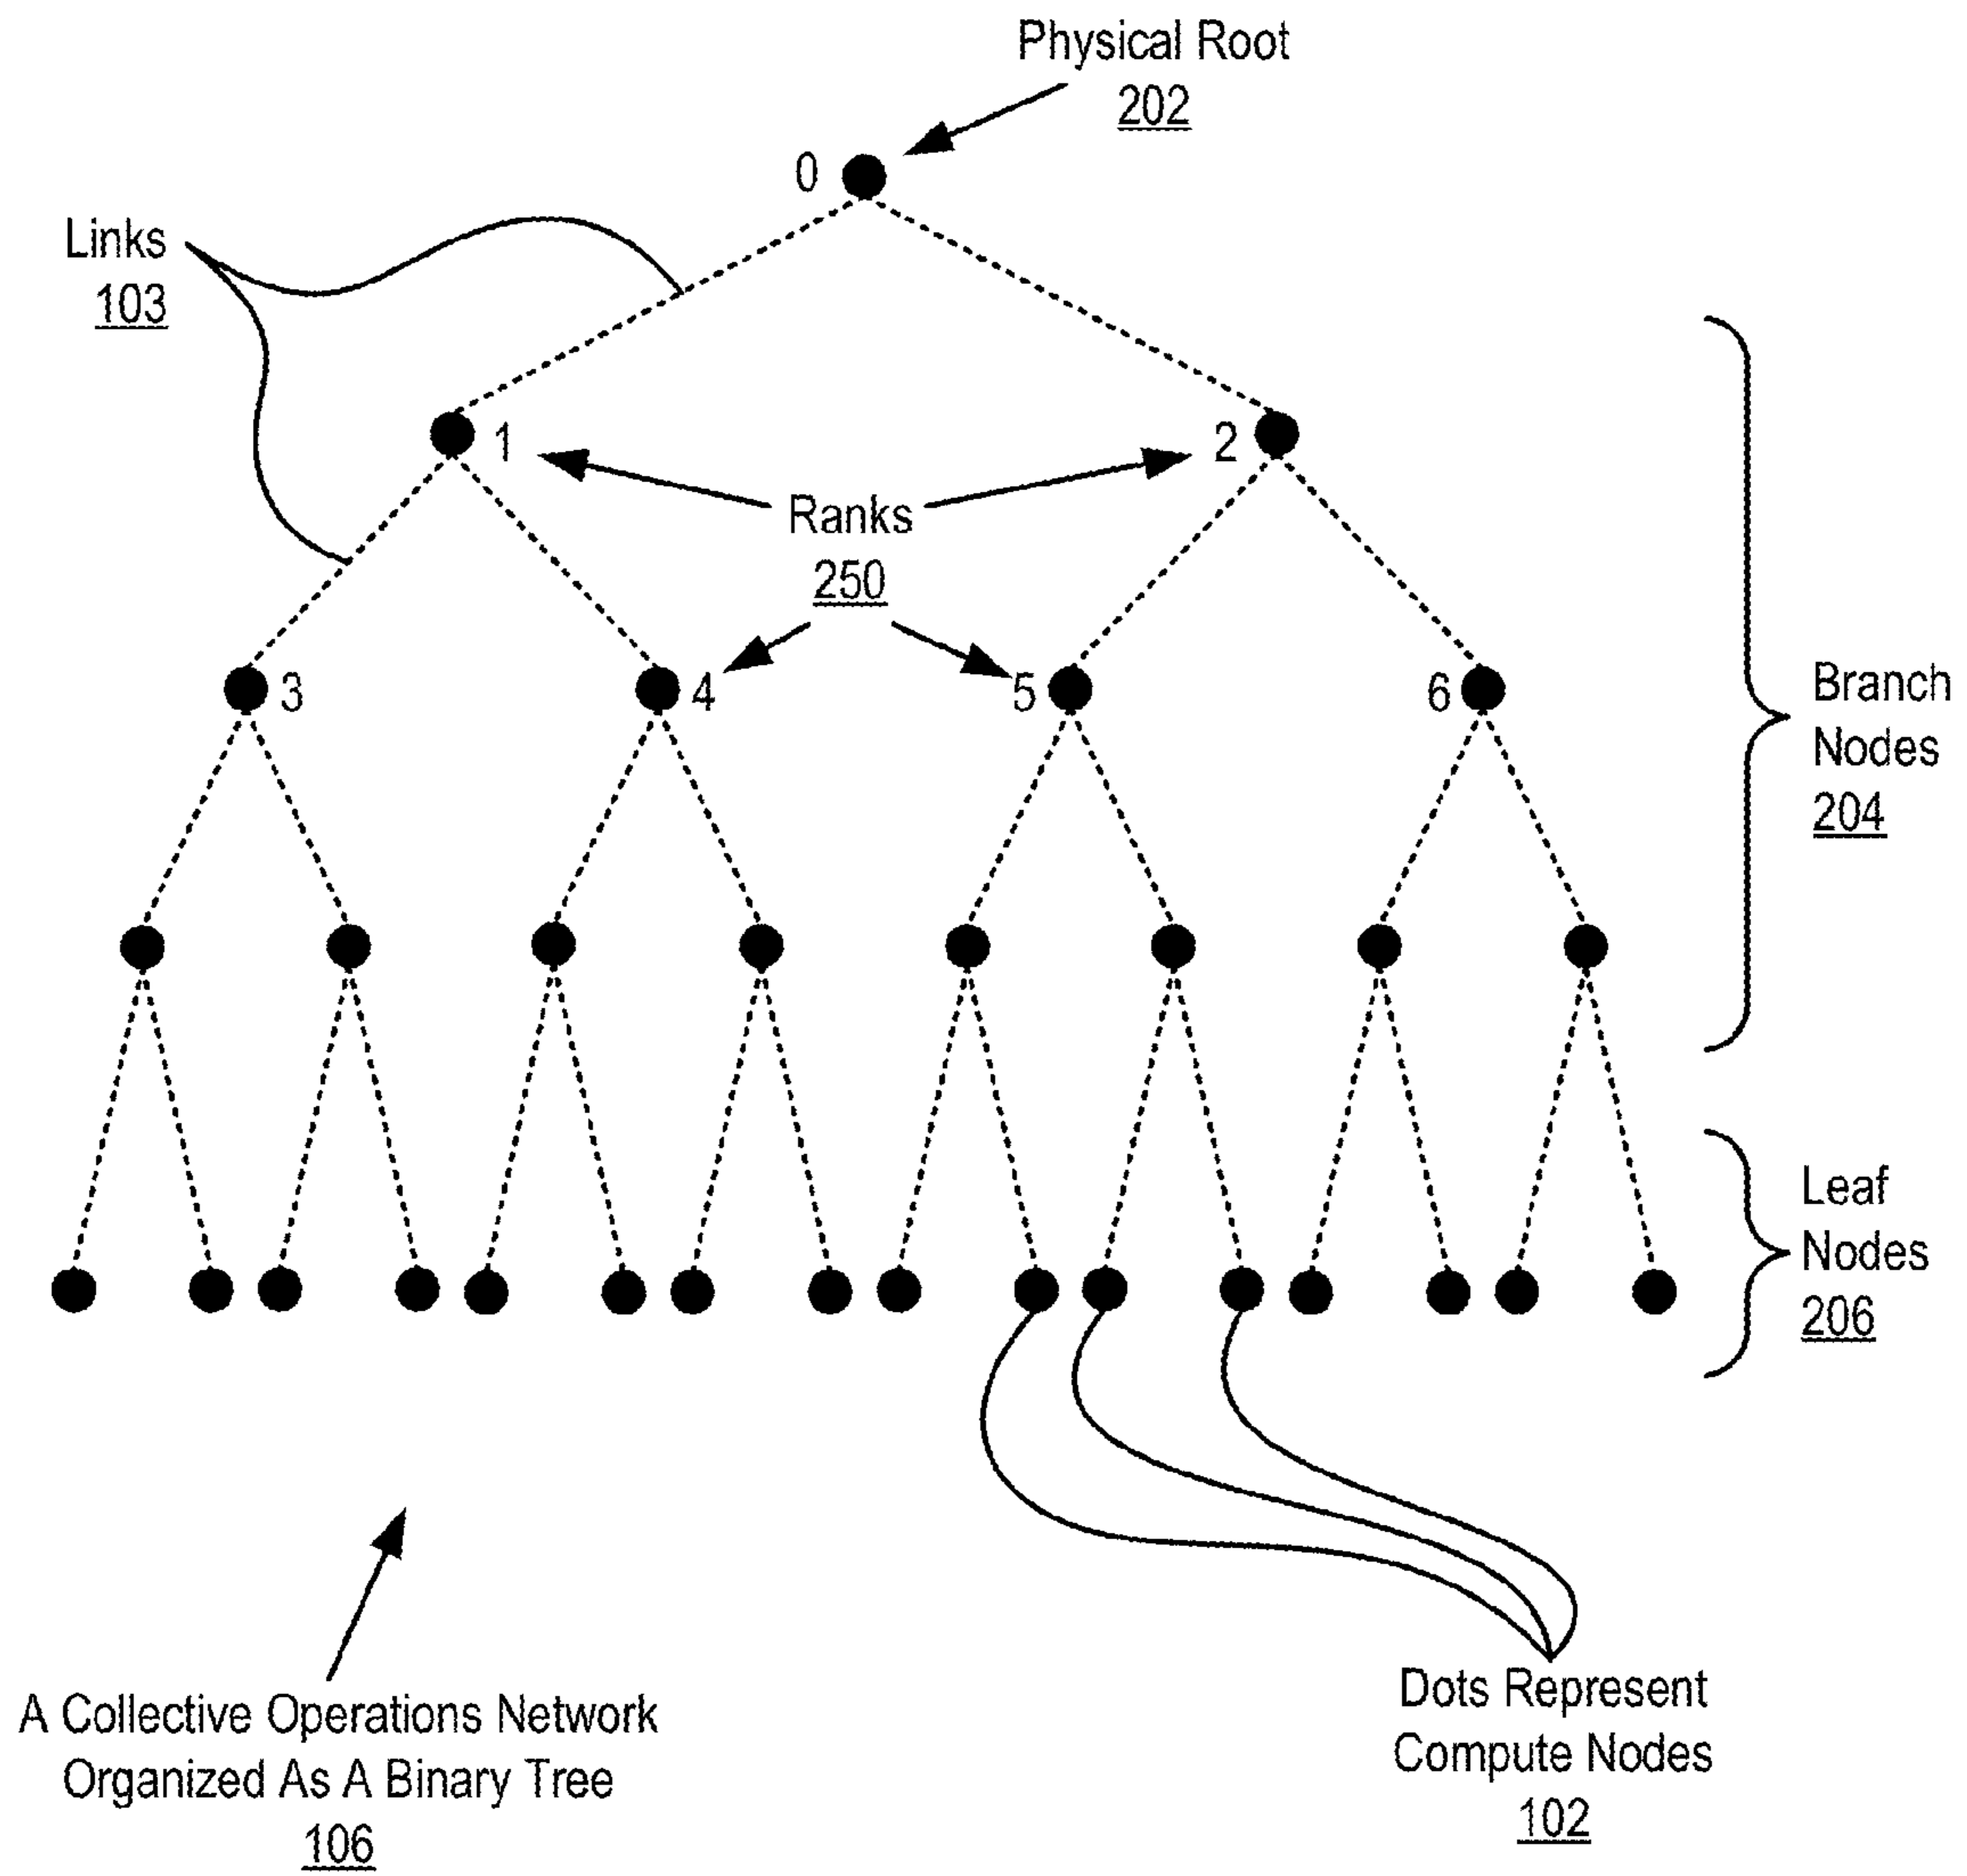 Physical Root
202
0
Links
103
1
2
Ranks
250
3
4
5
6
Branch
Nodes
204
Leaf
Nodes
206
A Collective Operations Network
Organized As A Binary Tree
106
Dots Represent
Compute Nodes
102